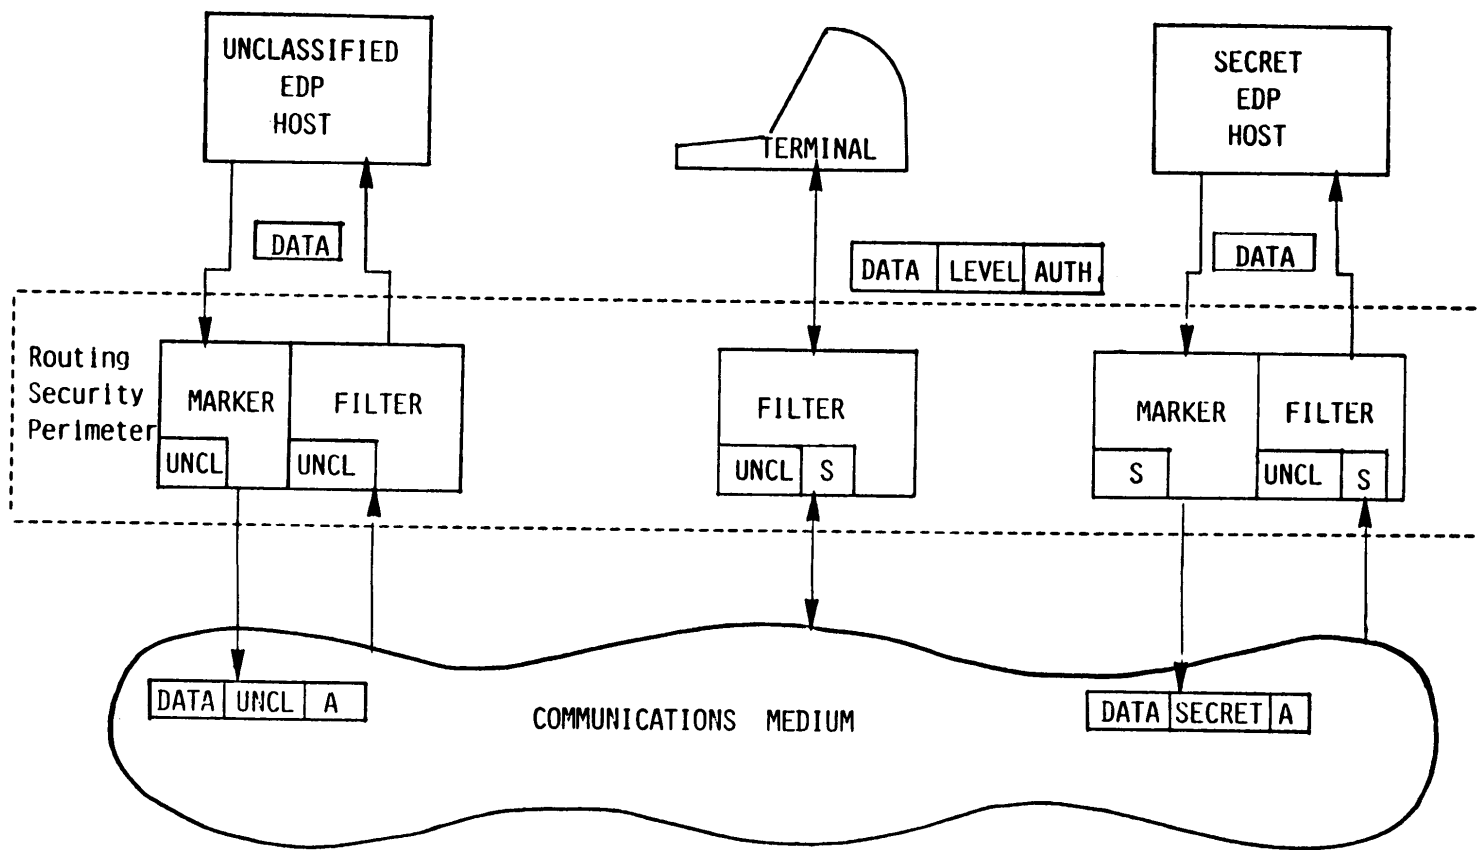 UNCLASSIFIED
EDP
HOST
TERMINAL
SECRET
EDP
HOST
DATA
DATA LEVEL AUTH.
DATA
Routing
Security
Perimeter
MARKER
UNCL
FILTER
UNCL
FILTER
UNCL S
MARKER
S
FILTER
UNCL S
DATA UNCL A
COMMUNICATIONS MEDIUM
DATA SECRET A